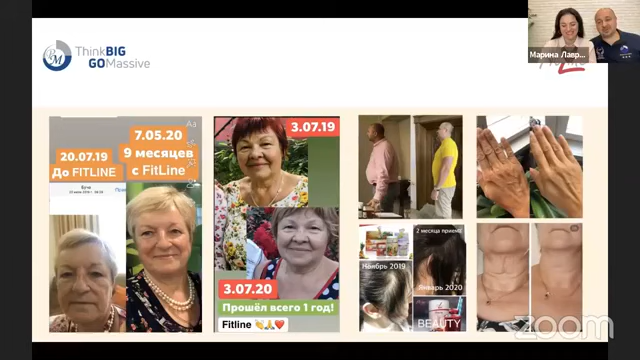 ThinkBIG
GOMassive
Марина Лавр...
20.07.19
До FITLINE
7.05.20
9 месяцев
с FitLine
Aa
3.07.19
3.07.20
Прошёл всего 1 год!
Fitline 👏🙏❤️
2 месяца приема
Ноябрь 2019
Январь 2020
BEAUTY
zoom